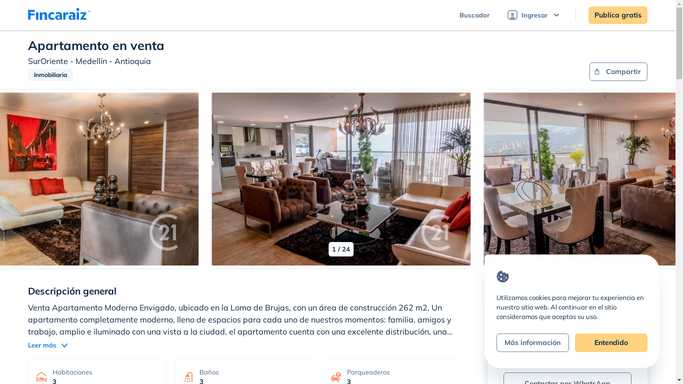 Fincaraiz
Buscador
Ingresar
Publica gratis
Apartamento en venta
SurOriente - Medellín - Antioquia
Inmobiliaria
Compartir
21
21
1 / 24
Descripción general
Venta Apartamento Moderno Envigado, ubicado en la Loma de Brujas, con un área de construcción 262 m2, Un
apartamento completamente moderno, lleno de espacios para cada uno de nuestros momentos: familia, amigos y
trabajo, amplio e iluminado con una vista a la ciudad, el apartamento cuenta con una excelente distribución, una...
Leer más
Habitaciones
3
Baños
3
Parqueaderos
3
Utilizamos cookies para mejorar tu experiencia en
nuestro sitio web. Al continuar en el sitio
consideramos que aceptas su uso.
Más información
Entendido
Contactar por WhatsApp